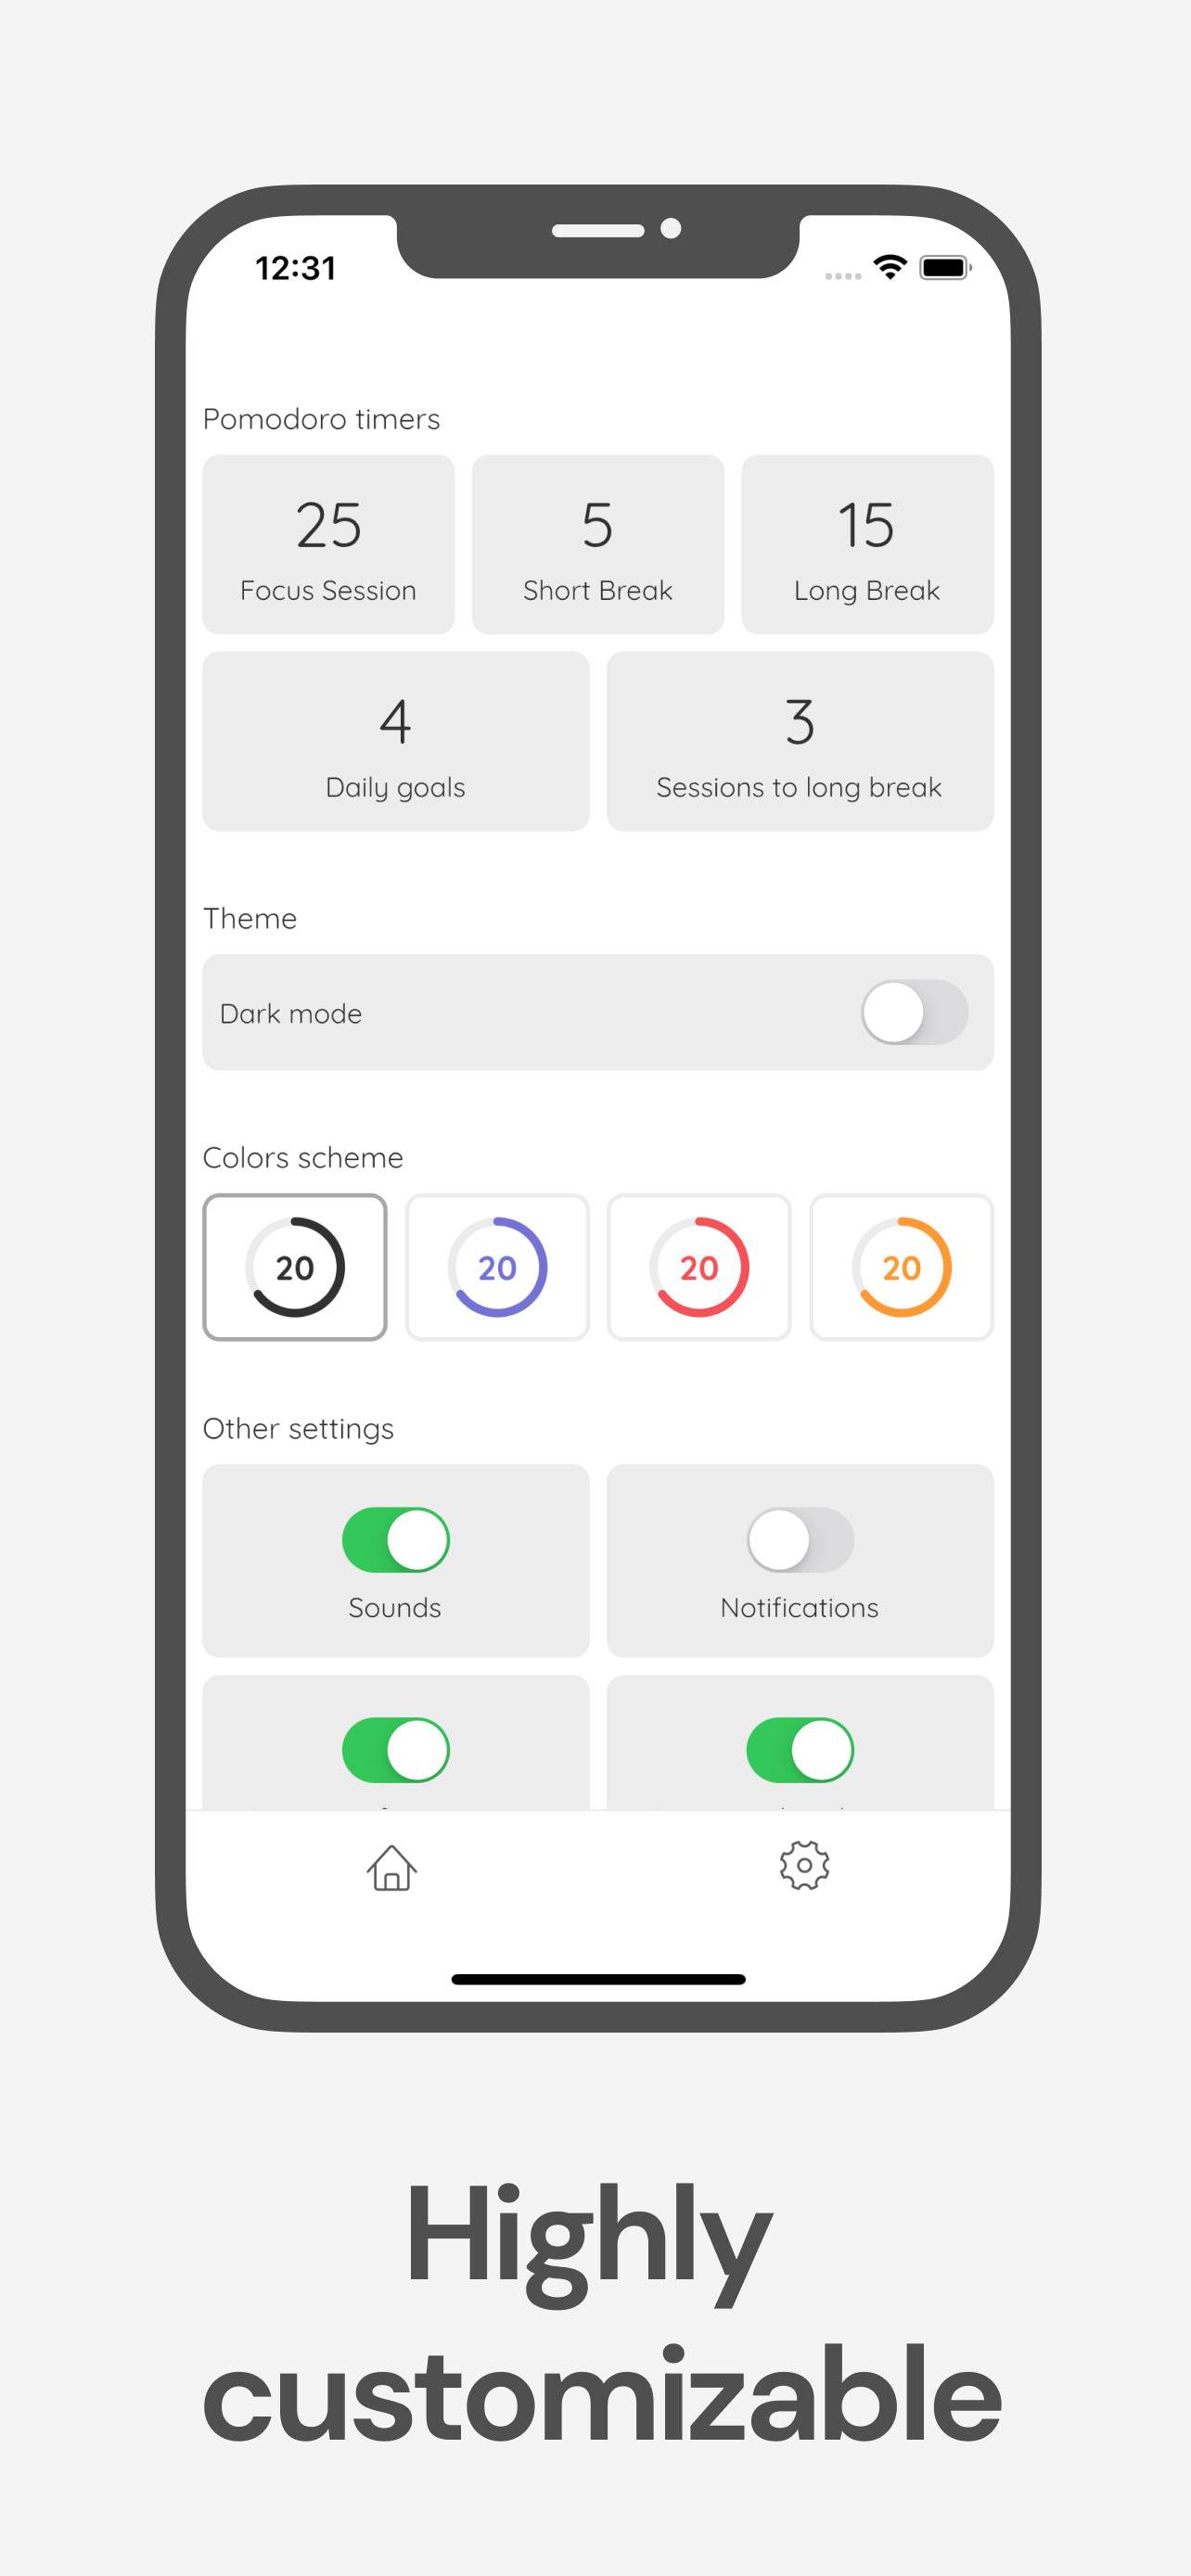 12:31
Pomodoro timers
25
Focus Session
5
Short Break
15
Long Break
4
Daily goals
3
Sessions to long break
Theme
Dark mode
Colors scheme
20
20
20
20
Other settings
Sounds
Notifications
Highly
customizable